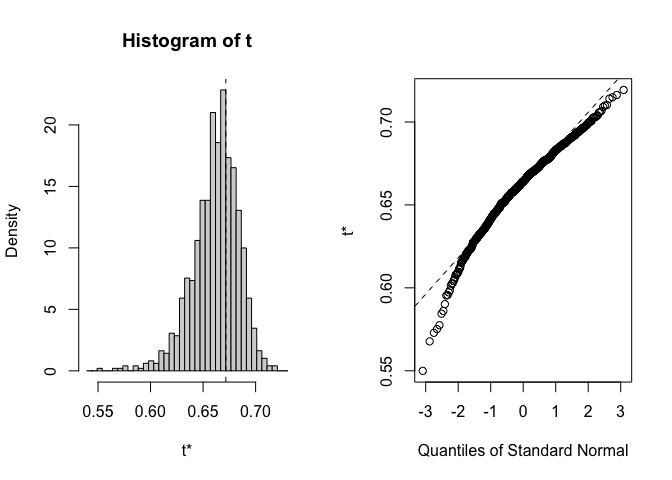 Histogram of t
Density
0
5
10
15
20
0.55 0.60 0.65 0.70
t*
t*
0.55
0.60
0.65
0.70
-3 -2 -1 0 1 2 3
Quantiles of Standard Normal